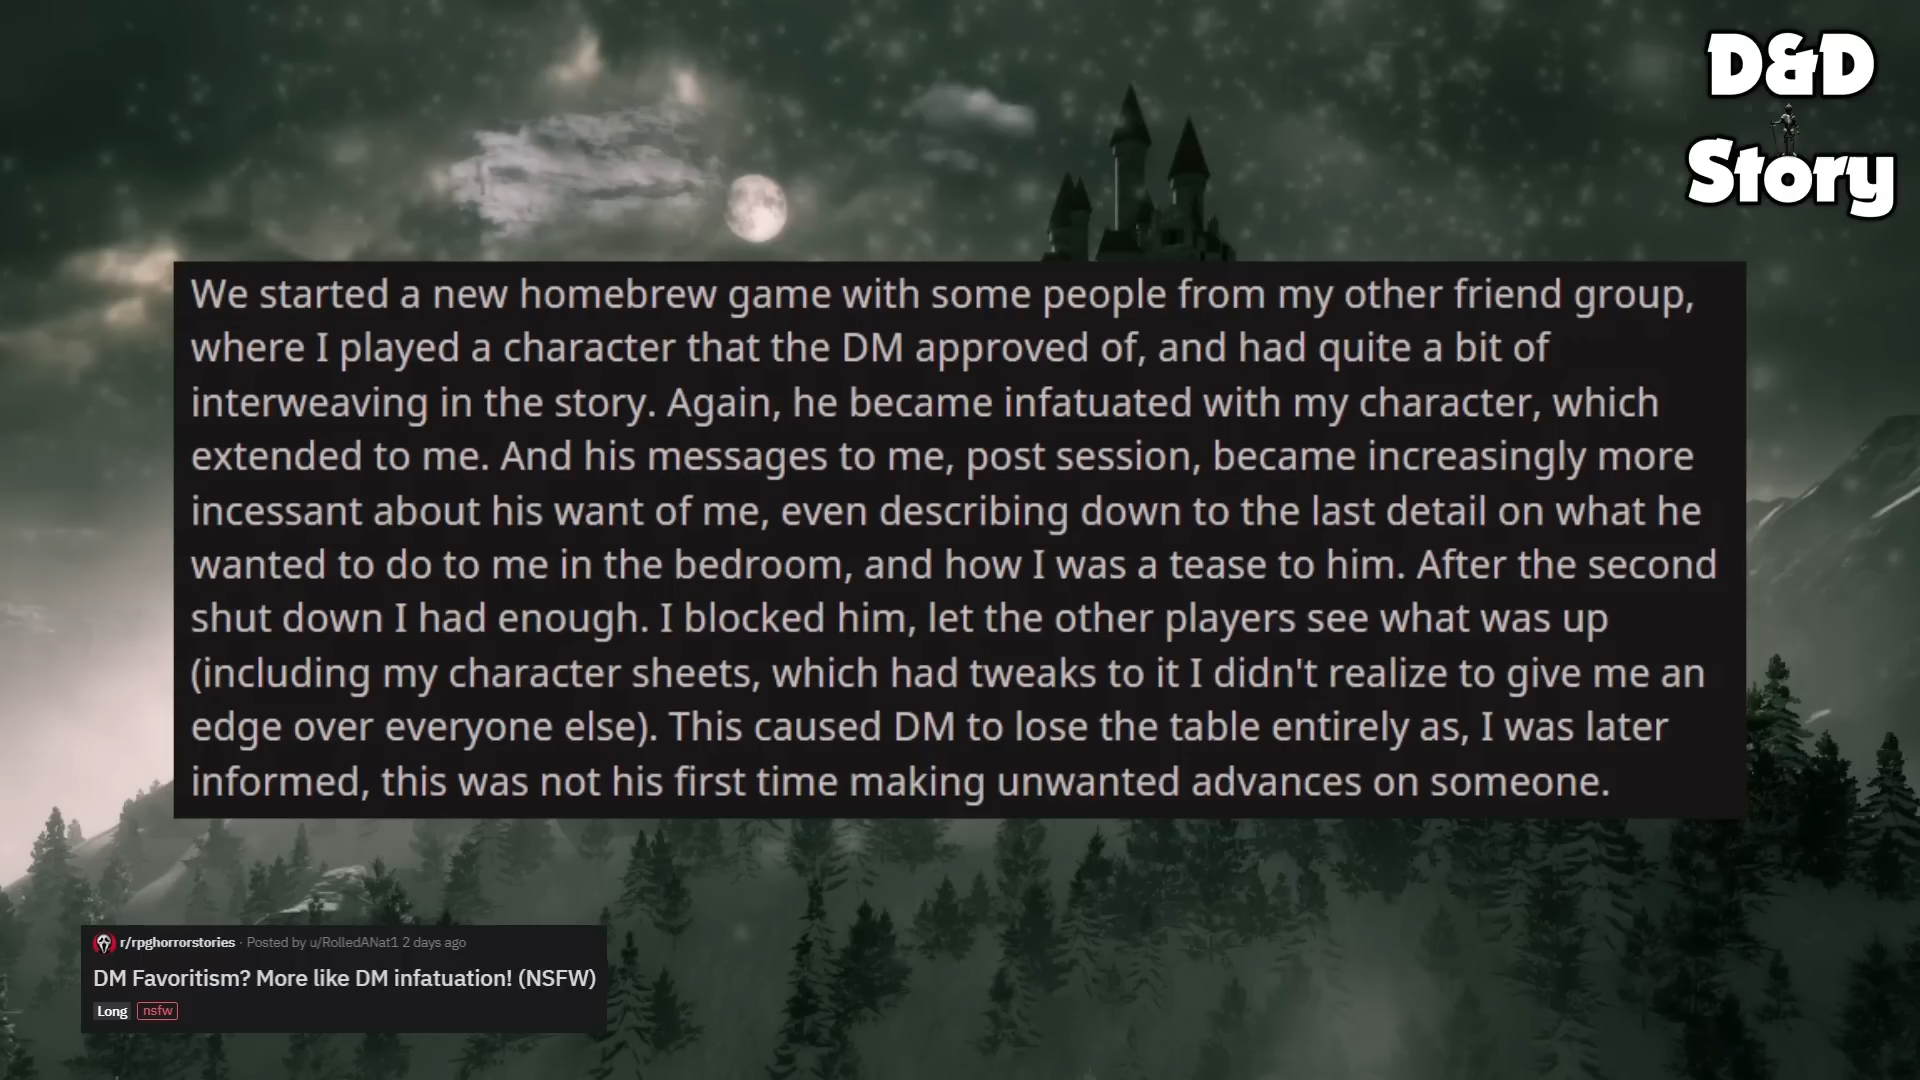 D&D
Story
We started a new homebrew game with some people from my other friend group,
where I played a character that the DM approved of, and had quite a bit of
interweaving in the story. Again, he became infatuated with my character, which
extended to me. And his messages to me, post session, became increasingly more
incessant about his want of me, even describing down to the last detail on what he
wanted to do to me in the bedroom, and how I was a tease to him. After the second
shut down I had enough. I blocked him, let the other players see what was up
(including my character sheets, which had tweaks to it I didn't realize to give me an
edge over everyone else). This caused DM to lose the table entirely as, I was later
informed, this was not his first time making unwanted advances on someone.
r/rpghorrorstories · Posted by u/RolledANat1 2 days ago
DM Favoritism? More like DM infatuation! (NSFW)
Long nsfw